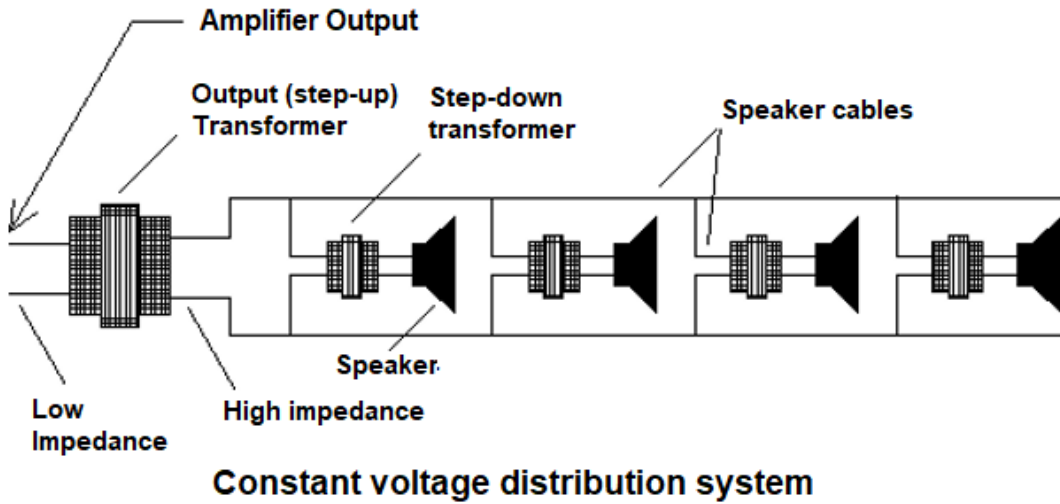 Amplifier Output
Output (step-up)
Transformer
Step-down
transformer
Speaker cables
Speaker
Low
Impedance
High impedance
Constant voltage distribution system